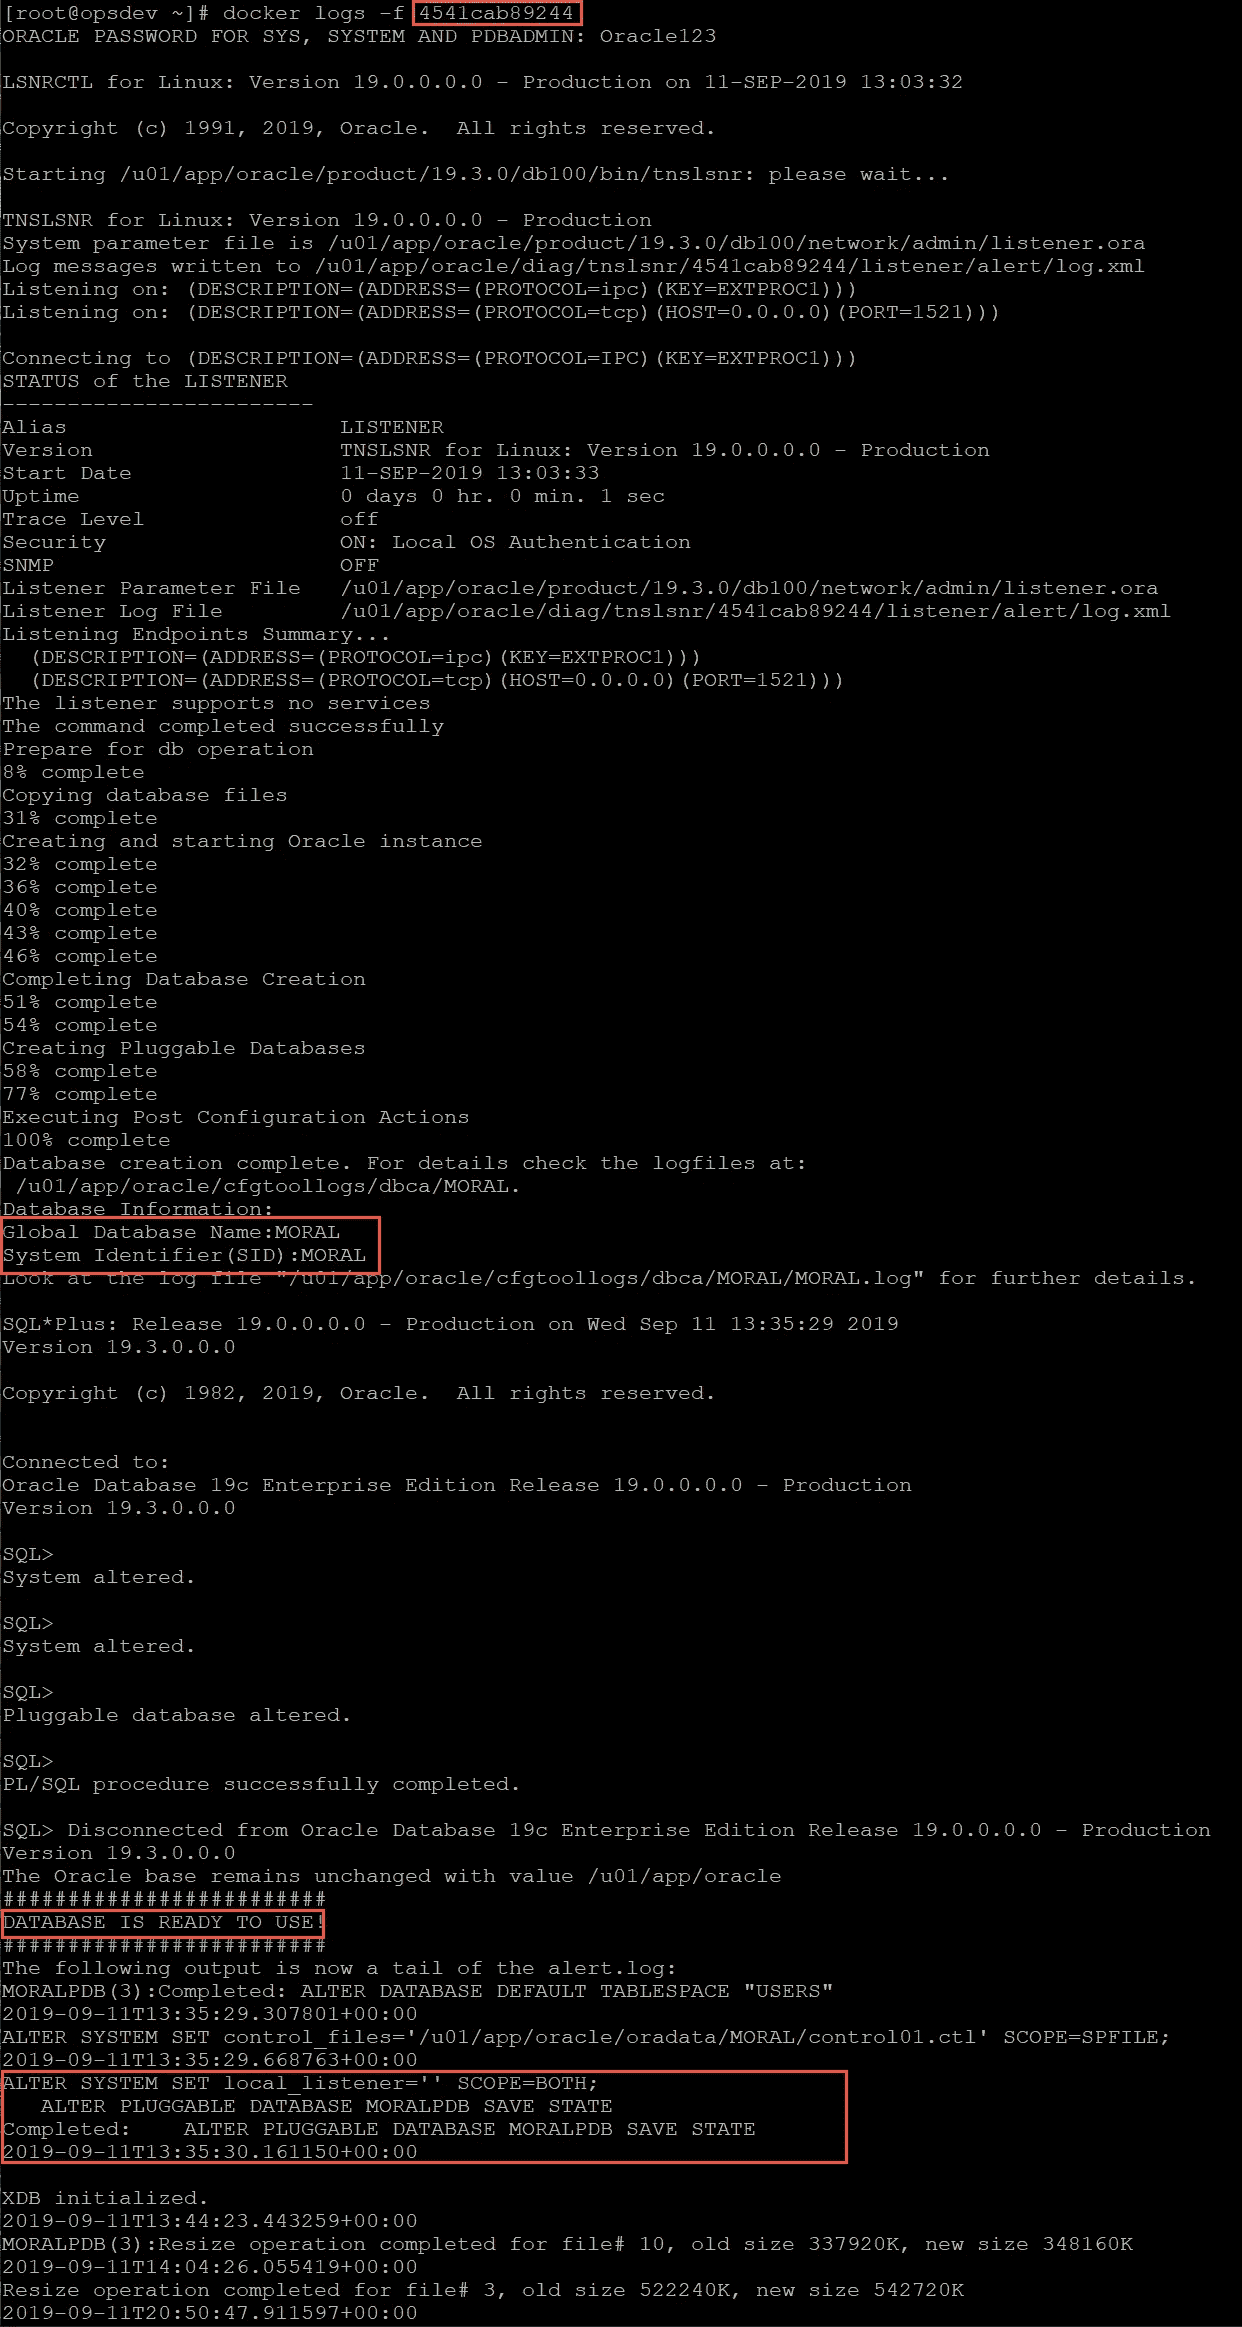 [root@opsdev ~]# docker logs -f 4541cab89244
ORACLE PASSWORD FOR SYS, SYSTEM AND PDBADMIN: Oracle123
LSNRCTL for Linux: Version 19.0.0.0.0 - Production on 11-SEP-2019 13:03:32
Copyright (c) 1991, 2019, Oracle.  All rights reserved.
Starting /u01/app/oracle/product/19.3.0/db100/bin/tnslsnr: please wait...
TNSLSNR for Linux: Version 19.0.0.0.0 - Production
System parameter file is /u01/app/oracle/product/19.3.0/db100/network/admin/listener.ora
Log messages written to /u01/app/oracle/diag/tnslsnr/4541cab89244/listener/alert/log.xml
Listening on: (DESCRIPTION=(ADDRESS=(PROTOCOL=ipc)(KEY=EXTPROC1)))
Listening on: (DESCRIPTION=(ADDRESS=(PROTOCOL=tcp)(HOST=0.0.0.0)(PORT=1521)))
Connecting to (DESCRIPTION=(ADDRESS=(PROTOCOL=IPC)(KEY=EXTPROC1)))
STATUS of the LISTENER
------------------------
Alias                     LISTENER
Version                   TNSLSNR for Linux: Version 19.0.0.0.0 - Production
Start Date                11-SEP-2019 13:03:33
Uptime                    0 days 0 hr. 0 min. 1 sec
Trace Level               off
Security                  ON: Local OS Authentication
SNMP                      OFF
Listener Parameter File   /u01/app/oracle/product/19.3.0/db100/network/admin/listener.ora
Listener Log File         /u01/app/oracle/diag/tnslsnr/4541cab89244/listener/alert/log.xml
Listening Endpoints Summary...
  (DESCRIPTION=(ADDRESS=(PROTOCOL=ipc)(KEY=EXTPROC1)))
  (DESCRIPTION=(ADDRESS=(PROTOCOL=tcp)(HOST=0.0.0.0)(PORT=1521)))
The listener supports no services
The command completed successfully
Prepare for db operation
8% complete
Copying database files
31% complete
Creating and starting Oracle instance
32% complete
36% complete
40% complete
43% complete
46% complete
Completing Database Creation
51% complete
54% complete
Creating Pluggable Databases
58% complete
77% complete
Executing Post Configuration Actions
100% complete
Database creation complete. For details check the logfiles at:
 /u01/app/oracle/cfgtoollogs/dbca/MORAL.
Database Information:
Global Database Name:MORAL
System Identifier(SID):MORAL
Look at the log file "/u01/app/oracle/cfgtoollogs/dbca/MORAL/MORAL.log" for further details.
SQL*Plus: Release 19.0.0.0.0 - Production on Wed Sep 11 13:35:29 2019
Version 19.3.0.0.0
Copyright (c) 1982, 2019, Oracle.  All rights reserved.
Connected to:
Oracle Database 19c Enterprise Edition Release 19.0.0.0.0 - Production
Version 19.3.0.0.0
SQL>
System altered.
SQL>
System altered.
SQL>
Pluggable database altered.
SQL>
PL/SQL procedure successfully completed.
SQL> Disconnected from Oracle Database 19c Enterprise Edition Release 19.0.0.0.0 - Production
Version 19.3.0.0.0
The Oracle base remains unchanged with value /u01/app/oracle
#########################
DATABASE IS READY TO USE!
#########################
The following output is now a tail of the alert.log:
MORALPDB(3):Completed: ALTER DATABASE DEFAULT TABLESPACE "USERS"
2019-09-11T13:35:29.307801+00:00
ALTER SYSTEM SET control_files='/u01/app/oracle/oradata/MORAL/control01.ctl' SCOPE=SPFILE;
2019-09-11T13:35:29.668763+00:00
ALTER SYSTEM SET local_listener='' SCOPE=BOTH;
   ALTER PLUGGABLE DATABASE MORALPDB SAVE STATE
Completed:    ALTER PLUGGABLE DATABASE MORALPDB SAVE STATE
2019-09-11T13:35:30.161150+00:00
XDB initialized.
2019-09-11T13:44:23.443259+00:00
MORALPDB(3):Resize operation completed for file# 10, old size 337920K, new size 348160K
2019-09-11T14:04:26.055419+00:00
Resize operation completed for file# 3, old size 522240K, new size 542720K
2019-09-11T20:50:47.911597+00:00